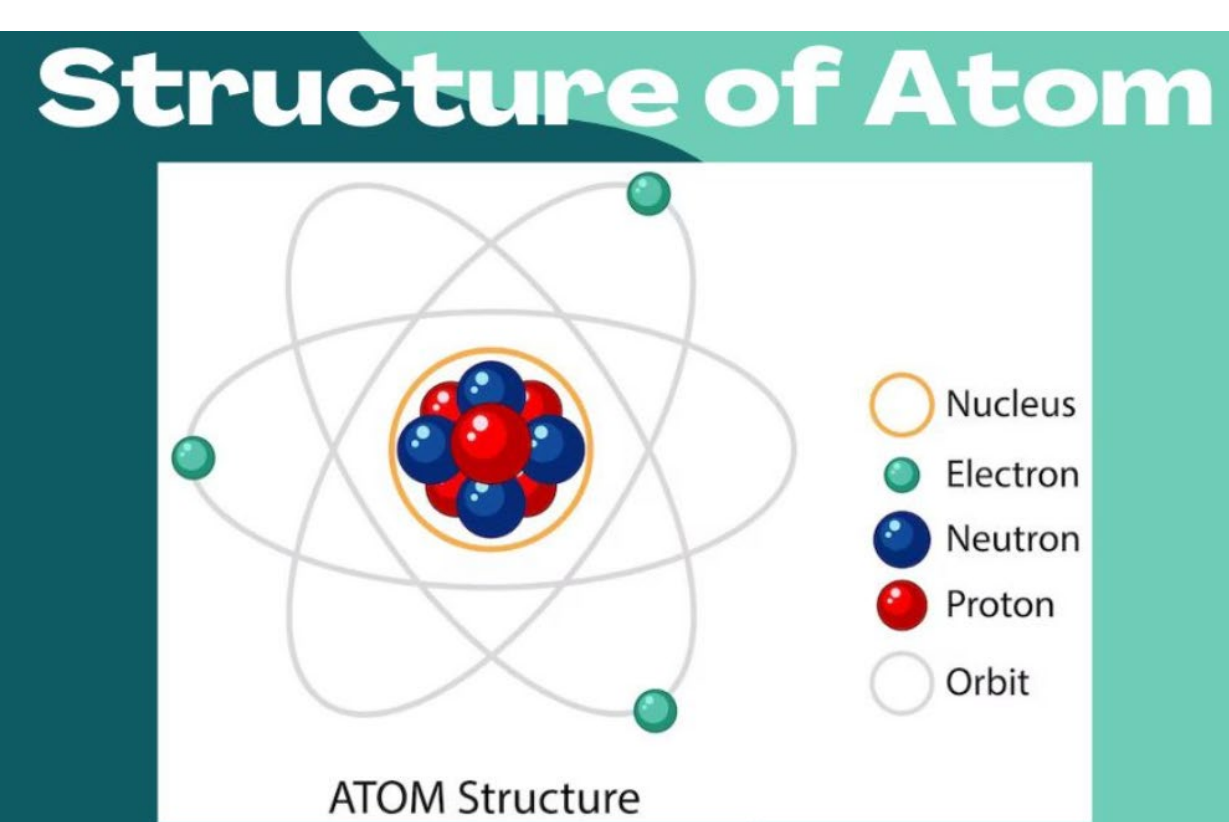 Structure of Atom
Nucleus
Electron
Neutron
Proton
Orbit
ATOM Structure